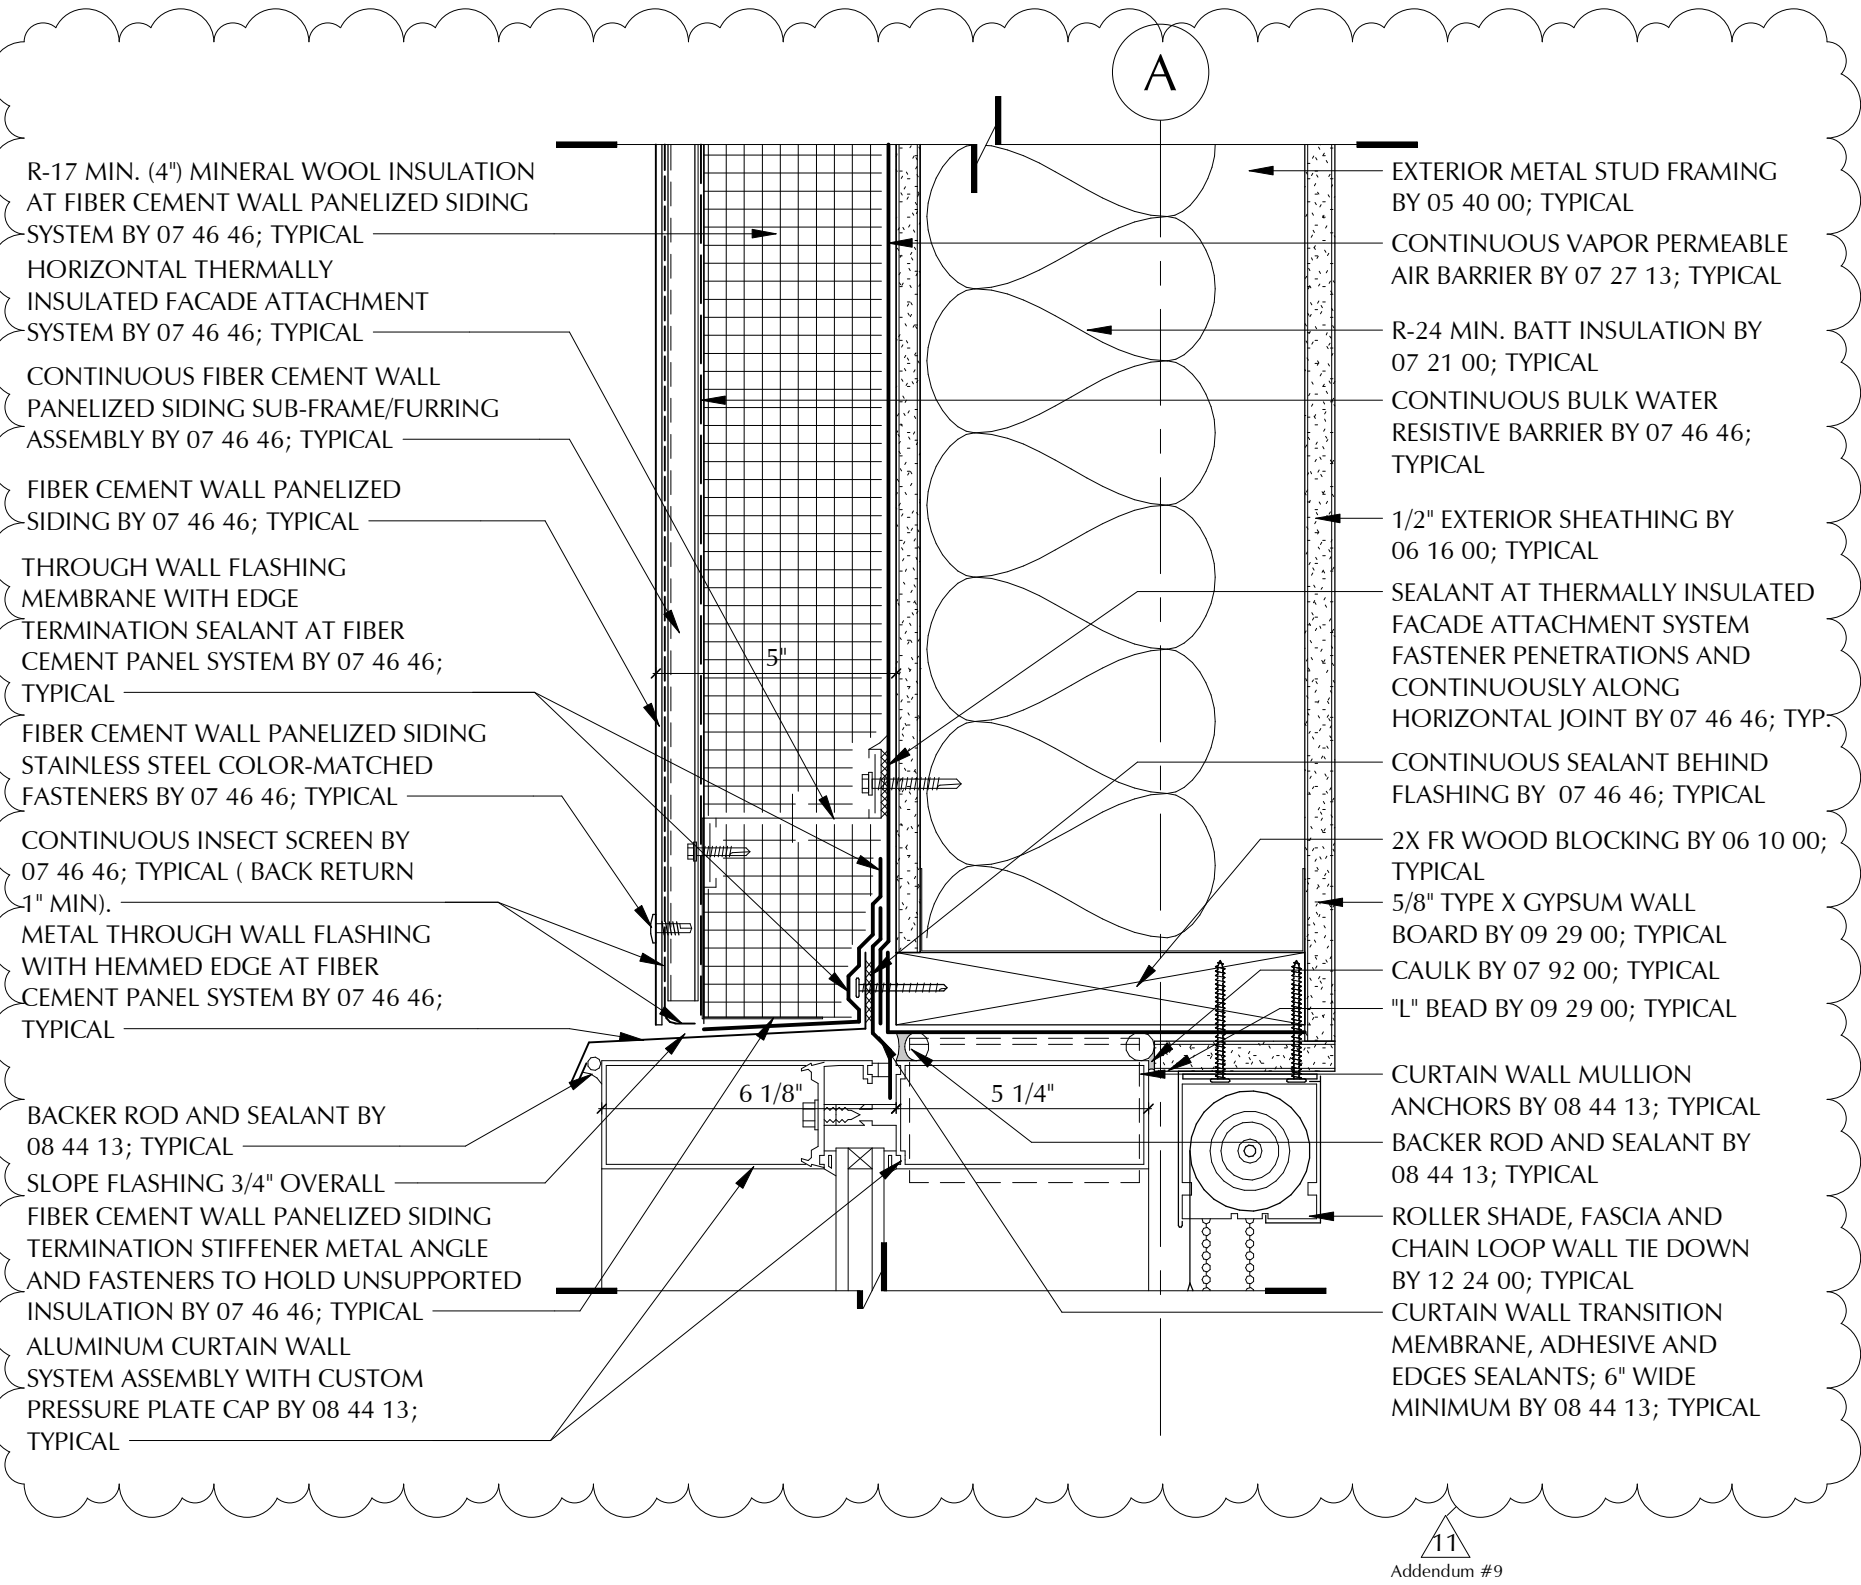 A
R-17 MIN. (4") MINERAL WOOL INSULATION
AT FIBER CEMENT WALL PANELIZED SIDING
SYSTEM BY 07 46 46; TYPICAL
HORIZONTAL THERMALLY
INSULATED FACADE ATTACHMENT
SYSTEM BY 07 46 46; TYPICAL
CONTINUOUS FIBER CEMENT WALL
PANELIZED SIDING SUB-FRAME/FURRING
ASSEMBLY BY 07 46 46; TYPICAL
FIBER CEMENT WALL PANELIZED
SIDING BY 07 46 46; TYPICAL
THROUGH WALL FLASHING
MEMBRANE WITH EDGE
TERMINATION SEALANT AT FIBER
CEMENT PANEL SYSTEM BY 07 46 46;
TYPICAL
FIBER CEMENT WALL PANELIZED SIDING
STAINLESS STEEL COLOR-MATCHED
FASTENERS BY 07 46 46; TYPICAL
CONTINUOUS INSECT SCREEN BY
07 46 46; TYPICAL ( BACK RETURN
1" MIN).
METAL THROUGH WALL FLASHING
WITH HEMMED EDGE AT FIBER
CEMENT PANEL SYSTEM BY 07 46 46;
TYPICAL
BACKER ROD AND SEALANT BY
08 44 13; TYPICAL
SLOPE FLASHING 3/4" OVERALL
FIBER CEMENT WALL PANELIZED SIDING
TERMINATION STIFFENER METAL ANGLE
AND FASTENERS TO HOLD UNSUPPORTED
INSULATION BY 07 46 46; TYPICAL
ALUMINUM CURTAIN WALL
SYSTEM ASSEMBLY WITH CUSTOM
PRESSURE PLATE CAP BY 08 44 13;
TYPICAL
5"
6 1/8"
5 1/4"
EXTERIOR METAL STUD FRAMING
BY 05 40 00; TYPICAL
CONTINUOUS VAPOR PERMEABLE
AIR BARRIER BY 07 27 13; TYPICAL
R-24 MIN. BATT INSULATION BY
07 21 00; TYPICAL
CONTINUOUS BULK WATER
RESISTIVE BARRIER BY 07 46 46;
TYPICAL
1/2" EXTERIOR SHEATHING BY
06 16 00; TYPICAL
SEALANT AT THERMALLY INSULATED
FACADE ATTACHMENT SYSTEM
FASTENER PENETRATIONS AND
CONTINUOUSLY ALONG
HORIZONTAL JOINT BY 07 46 46; TYP.
CONTINUOUS SEALANT BEHIND
FLASHING BY 07 46 46; TYPICAL
2X FR WOOD BLOCKING BY 06 10 00;
TYPICAL
5/8" TYPE X GYPSUM WALL
BOARD BY 09 29 00; TYPICAL
CAULK BY 07 92 00; TYPICAL
"L" BEAD BY 09 29 00; TYPICAL
CURTAIN WALL MULLION
ANCHORS BY 08 44 13; TYPICAL
BACKER ROD AND SEALANT BY
08 44 13; TYPICAL
ROLLER SHADE, FASCIA AND
CHAIN LOOP WALL TIE DOWN
BY 12 24 00; TYPICAL
CURTAIN WALL TRANSITION
MEMBRANE, ADHESIVE AND
EDGES SEALANTS; 6" WIDE
MINIMUM BY 08 44 13; TYPICAL
11
Addendum #9